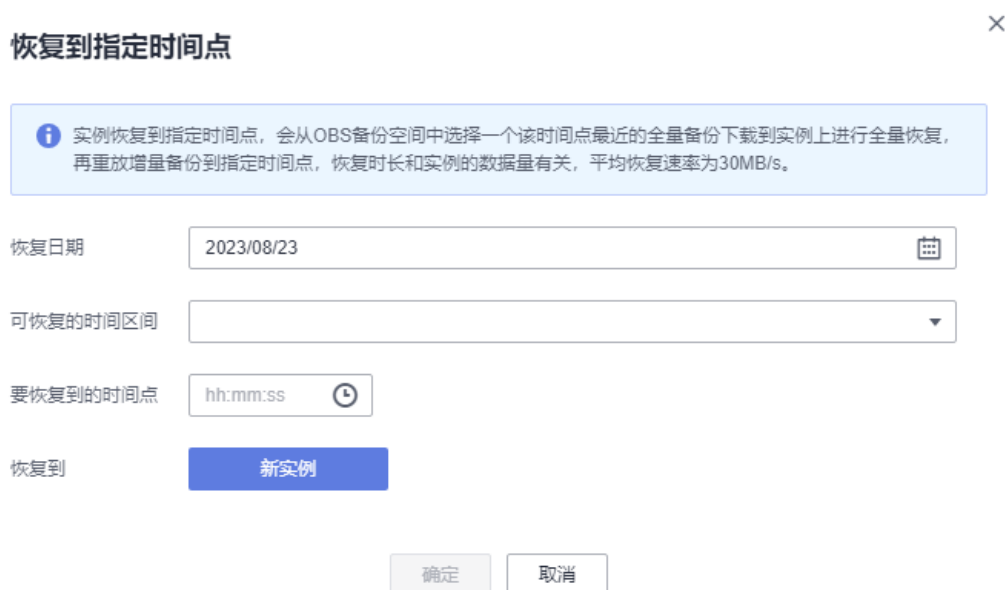 恢复到指定时间点
实例恢复到指定时间点，会从OBS备份空间中选择一个该时间点最近的全量备份下载到实例上进行全量恢复，
再重放增量备份到指定时间点，恢复时长和实例的数据量有关，平均恢复速率为30MB/s。
恢复日期 2023/08/23
可恢复的时间区间
要恢复到的时间点 hh:mm:ss
恢复到 新实例
确定 取消